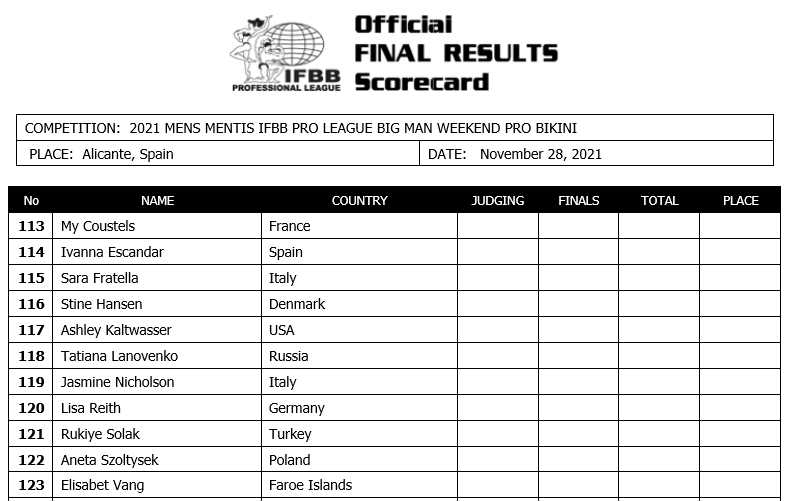 Official
FINAL RESULTS
Scorecard
IFBB
PROFESSIONAL LEAGUE
COMPETITION: 2021 MENS MENTIS IFBB PRO LEAGUE BIG MAN WEEKEND PRO BIKINI
PLACE: Alicante, Spain DATE: November 28, 2021
No NAME COUNTRY JUDGING FINALS TOTAL PLACE
113 My Coustels France
114 Ivanna Escandar Spain
115 Sara Fratella Italy
116 Stine Hansen Denmark
117 Ashley Kaltwasser USA
118 Tatiana Lanovenko Russia
119 Jasmine Nicholson Italy
120 Lisa Reith Germany
121 Rukiye Solak Turkey
122 Aneta Szoltysek Poland
123 Elisabet Vang Faroe Islands